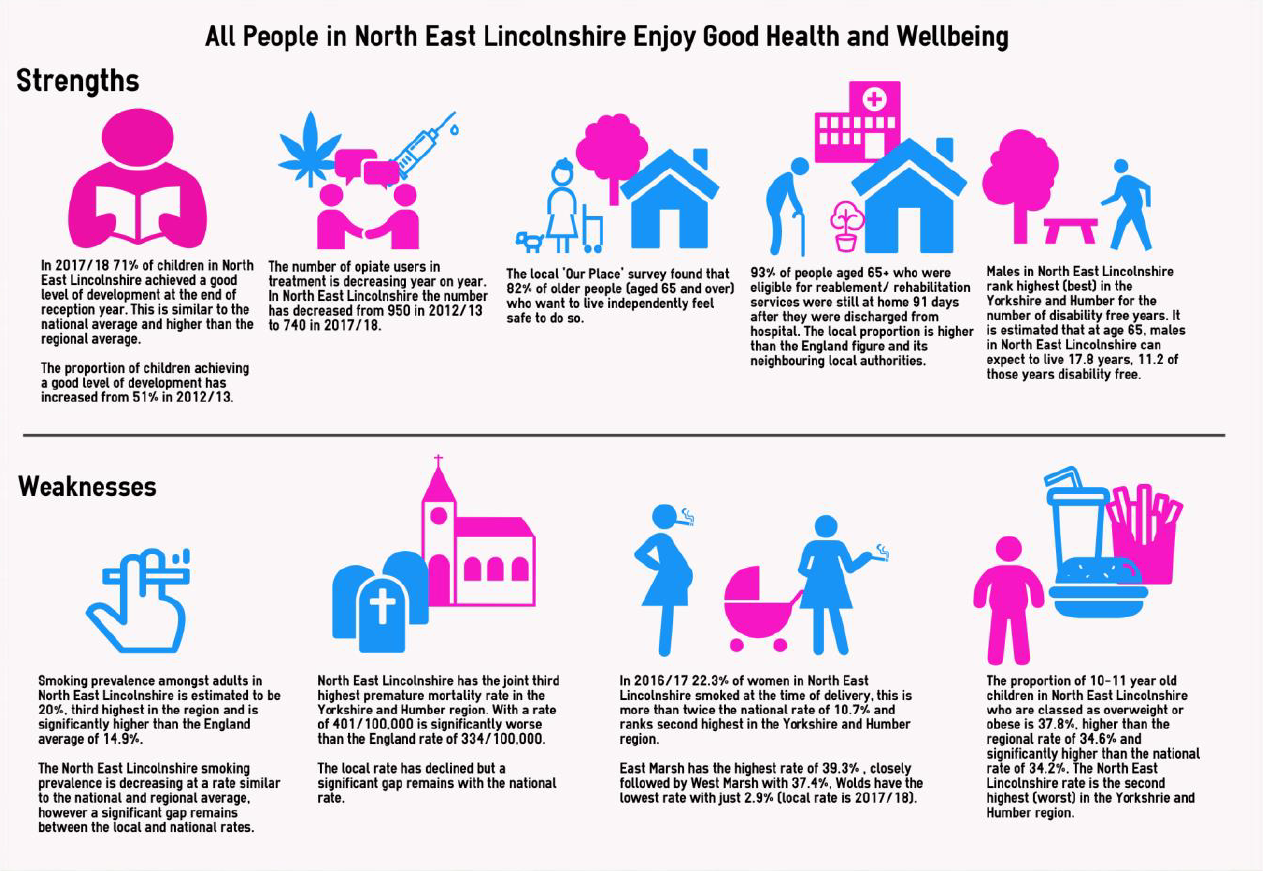 All People in North East Lincolnshire Enjoy Good Health and Wellbeing
Strengths
In 2017/18 71% of children in North
East Lincolnshire achieved a good
level of development at the end of
reception year. This is similar to the
national average and higher than the
regional average.
The proportion of children achieving
a good level of development has
increased from 51% in 2012/13.
The number of opiate users in
treatment is decreasing year on year.
In North East Lincolnshire the number
has decreased from 950 in 2012/13
to 740 in 2017/18.
The local 'Our Place' survey found that
82% of older people (aged 65 and over)
who want to live independently feel
safe to do so.
93% of people aged 65+ who were
eligible for reablement/ rehabilitation
services were still at home 91 days
after they were discharged from
hospital. The local proportion is higher
than the England figure and its
neighbouring local authorities.
Males in North East Lincolnshire
rank highest (best) in the
Yorkshire and Humber for the
number of disability free years. It
is estimated that at age 65, males
in North East Lincolnshire can
expect to live 17.8 years, 11.2 of
those years disability free.
Weaknesses
Smoking prevalence amongst adults in
North East Lincolnshire is estimated to be
20%, third highest in the region and is
significantly higher than the England
average of 14.9%.
The North East Lincolnshire smoking
prevalence is decreasing at a rate similar
to the national and regional average,
however a significant gap remains
between the local and national rates.
North East Lincolnshire has the joint third
highest premature mortality rate in the
Yorkshire and Humber region. With a rate
of 401/100,000 is significantly worse
than the England rate of 334/100,000.
The local rate has declined but a
significant gap remains with the national
rate.
In 2016/17 22.3% of women in North East
Lincolnshire smoked at the time of delivery, this is
more than twice the national rate of 10.7% and
ranks second highest in the Yorkshire and Humber
region.
East Marsh has the highest rate of 39.3% , closely
followed by West Marsh with 37.4%, Wolds have the
lowest rate with just 2.9% (local rate is 2017/18).
The proportion of 10-11 year old
children in North East Lincolnshire
who are classed as overweight or
obese is 37.8%, higher than the
regional rate of 34.6% and
significantly higher than the national
rate of 34.2%. The North East
Lincolnshire rate is the second
highest (worst) in the Yorkshrie and
Humber region.